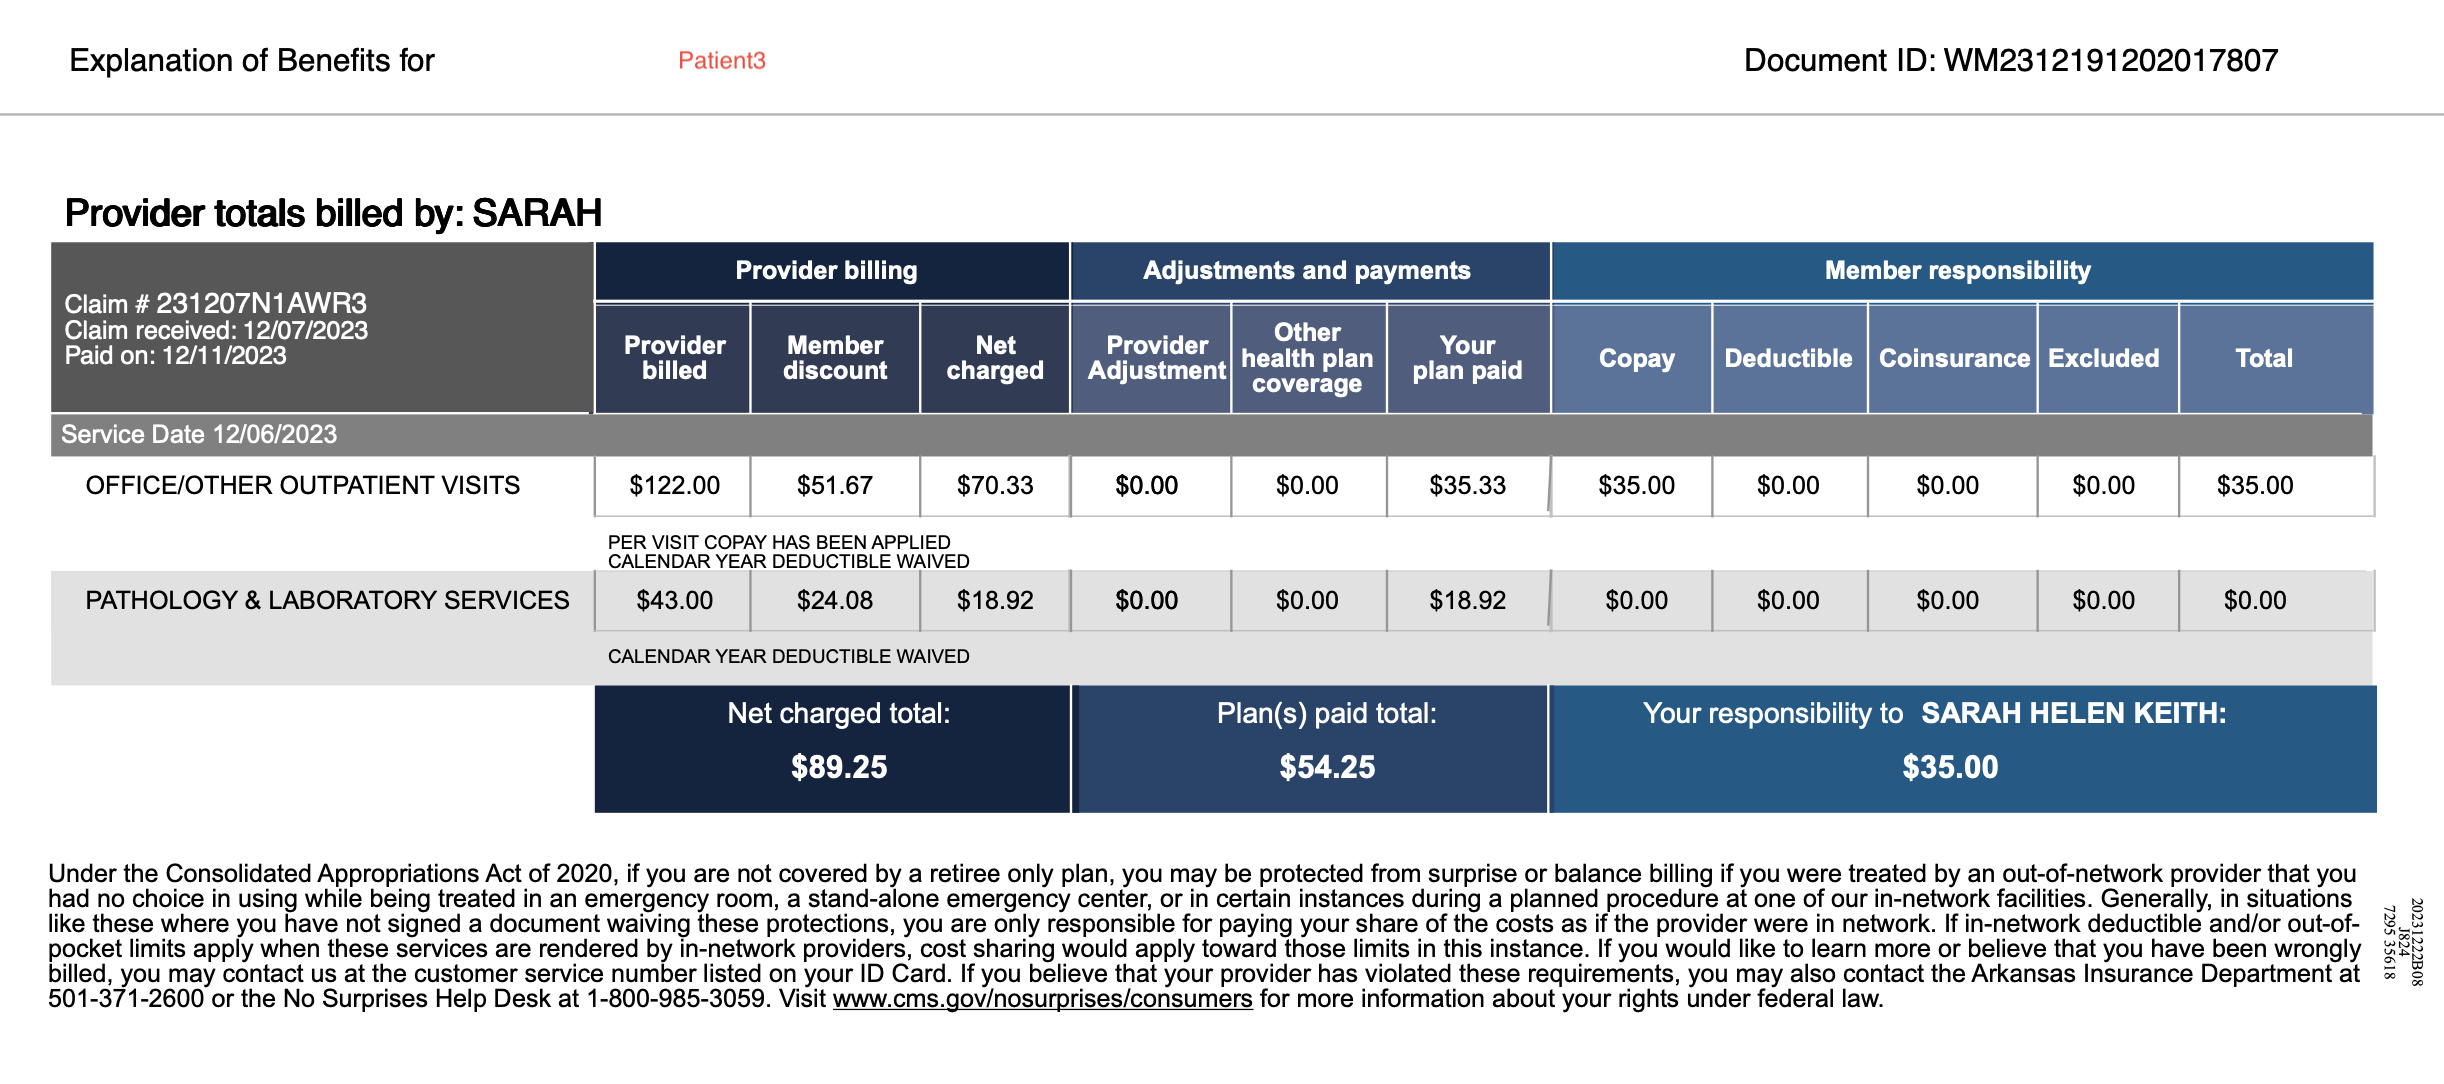 Explanation of Benefits for Patient3 Document ID: WM2312191202017807
Provider totals billed by: SARAH
Claim # 231207N1AWR3
Claim received: 12/07/2023
Paid on: 12/11/2023
Provider billing Adjustments and payments Member responsibility
Provider billed Member discount Net charged Provider Adjustment Other health plan coverage Your plan paid Copay Deductible Coinsurance Excluded Total
Service Date 12/06/2023
OFFICE/OTHER OUTPATIENT VISITS $122.00 $51.67 $70.33 $0.00 $0.00 $35.33 $35.00 $0.00 $0.00 $0.00 $35.00
PER VISIT COPAY HAS BEEN APPLIED
CALENDAR YEAR DEDUCTIBLE WAIVED
PATHOLOGY & LABORATORY SERVICES $43.00 $24.08 $18.92 $0.00 $0.00 $18.92 $0.00 $0.00 $0.00 $0.00 $0.00
CALENDAR YEAR DEDUCTIBLE WAIVED
Net charged total: Plan(s) paid total: Your responsibility to SARAH HELEN KEITH:
$89.25 $54.25 $35.00
Under the Consolidated Appropriations Act of 2020, if you are not covered by a retiree only plan, you may be protected from surprise or balance billing if you were treated by an out-of-network provider that you
had no choice in using while being treated in an emergency room, a stand-alone emergency center, or in certain instances during a planned procedure at one of our in-network facilities. Generally, in situations
like these where you have not signed a document waiving these protections, you are only responsible for paying your share of the costs as if the provider were in network. If in-network deductible and/or out-of-
pocket limits apply when these services are rendered by in-network providers, cost sharing would apply toward those limits in this instance. If you would like to learn more or believe that you have been wrongly
billed, you may contact us at the customer service number listed on your ID Card. If you believe that your provider has violated these requirements, you may also contact the Arkansas Insurance Department at
501-371-2600 or the No Surprises Help Desk at 1-800-985-3059. Visit www.cms.gov/nosurprises/consumers for more information about your rights under federal law.
20231222B08
J824
7295 35618